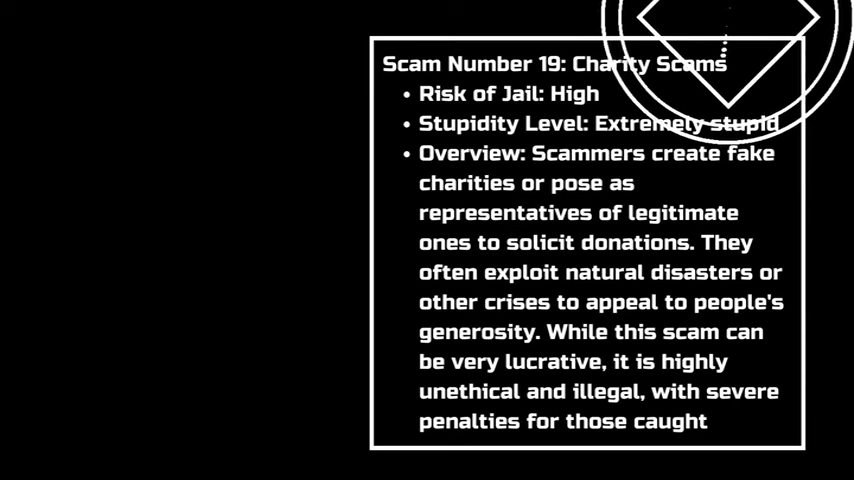 Scam Number 19: Charity Scams
• Risk of Jail: High
• Stupidity Level: Extremely stupid
• Overview: Scammers create fake
charities or pose as
representatives of legitimate
ones to solicit donations. They
often exploit natural disasters or
other crises to appeal to people's
generosity. While this scam can
be very lucrative, it is highly
unethical and illegal, with severe
penalties for those caught